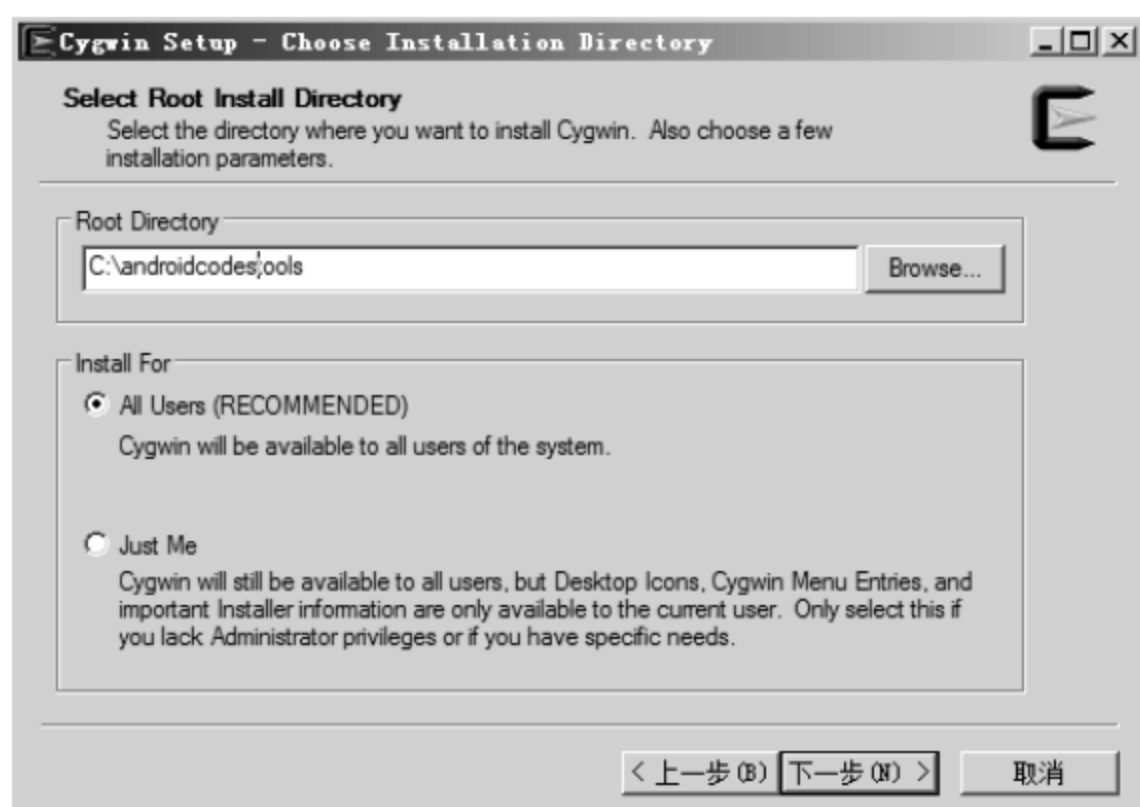 Cygwin Setup - Choose Installation Directory
Select Root Install Directory
Select the directory where you want to install Cygwin. Also choose a few
installation parameters.
Root Directory
C:\androidcodes;ools
Browse...
Install For
All Users (RECOMMENDED)
Cygwin will be available to all users of the system.
Just Me
Cygwin will still be available to all users, but Desktop Icons, Cygwin Menu Entries, and
important Installer information are only available to the current user. Only select this if
you lack Administrator privileges or if you have specific needs.
< 上一步(B) 下一步(N) > 取消